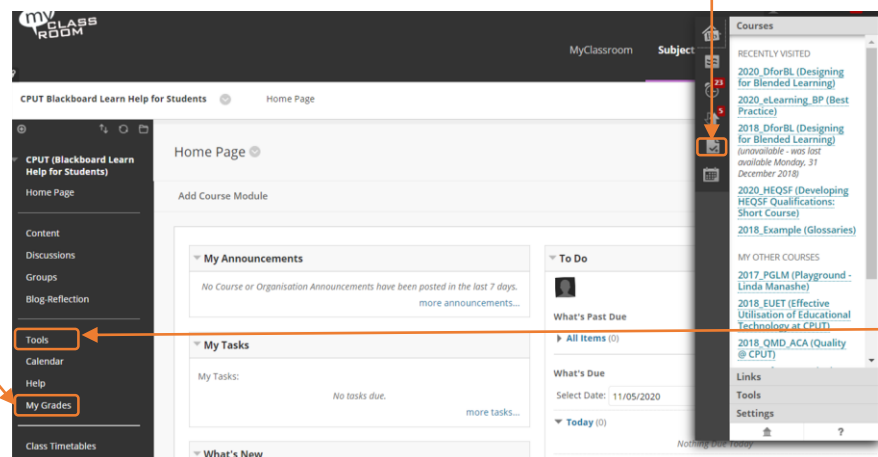 my
CLASS
ROOM
MyClassroom
Subject
CPUT Blackboard Learn Help for Students
Home Page
CPUT (Blackboard Learn
Help for Students)
Home Page
Content
Discussions
Groups
Blog-Reflection
Tools
Calendar
Help
My Grades
Class Timetables
Home Page
Add Course Module
My Announcements
No Course or Organisation Announcements have been posted in the last 7 days.
more announcements...
My Tasks
My Tasks:
No tasks due.
more tasks...
What's New
To Do
What's Past Due
All Items (0)
What's Due
Select Date: 11/05/2020
Today (0)
Nothing Due Today
23
5
Courses
RECENTLY VISITED
2020_DforBL (Designing
for Blended Learning)
2020_eLearning_BP (Best
Practice)
2018_DforBL (Designing
for Blended Learning)
(unavailable - was last
available Monday, 31
December 2018)
2020_HEQSF (Developing
HEQSF Qualifications:
Short Course)
2018_Example (Glossaries)
MY OTHER COURSES
2017_PGLM (Playground -
Linda Manashe)
2018_EUET (Effective
Utilisation of Educational
Technology at CPUT)
2018_QMD_ACA (Quality
@ CPUT)
Links
Tools
Settings
?